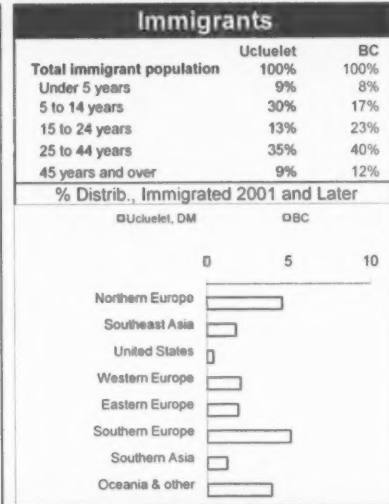 Immigrants
Ucluelet BC
Total immigrant population 100% 100%
Under 5 years 9% 8%
5 to 14 years 30% 17%
15 to 24 years 13% 23%
25 to 44 years 35% 40%
45 years and over 9% 12%
% Distrib., Immigrated 2001 and Later
Ucluelet, DM BC
0 5 10
Northern Europe
Southeast Asia
United States
Western Europe
Eastern Europe
Southern Europe
Southern Asia
Oceania & other